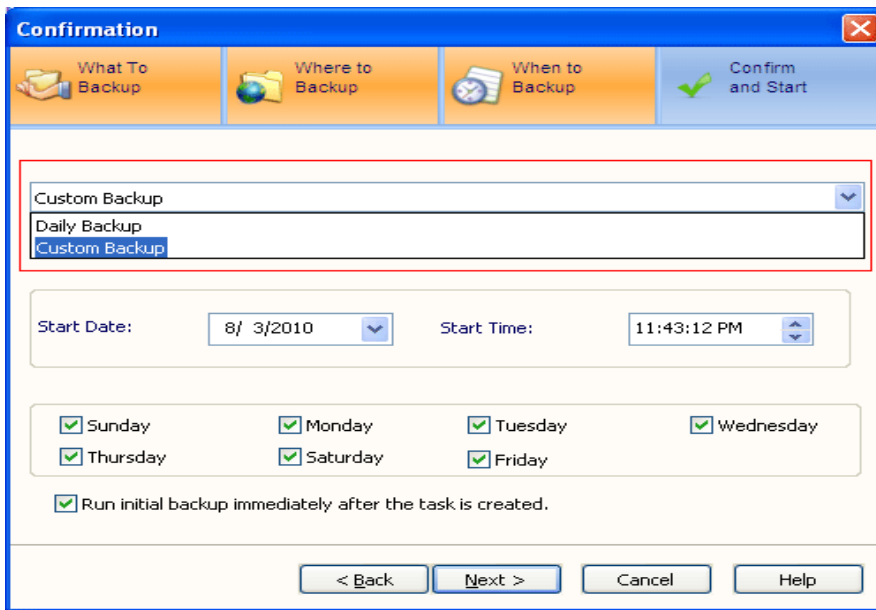 Confirmation
What To
Backup
Where to
Backup
When to
Backup
Confirm
and Start
Custom Backup
Daily Backup
Custom Backup
Start Date: 8/ 3/2010 Start Time: 11:43:12 PM
Sunday Monday Tuesday Wednesday
Thursday Saturday Friday
Run initial backup immediately after the task is created.
< Back Next > Cancel Help